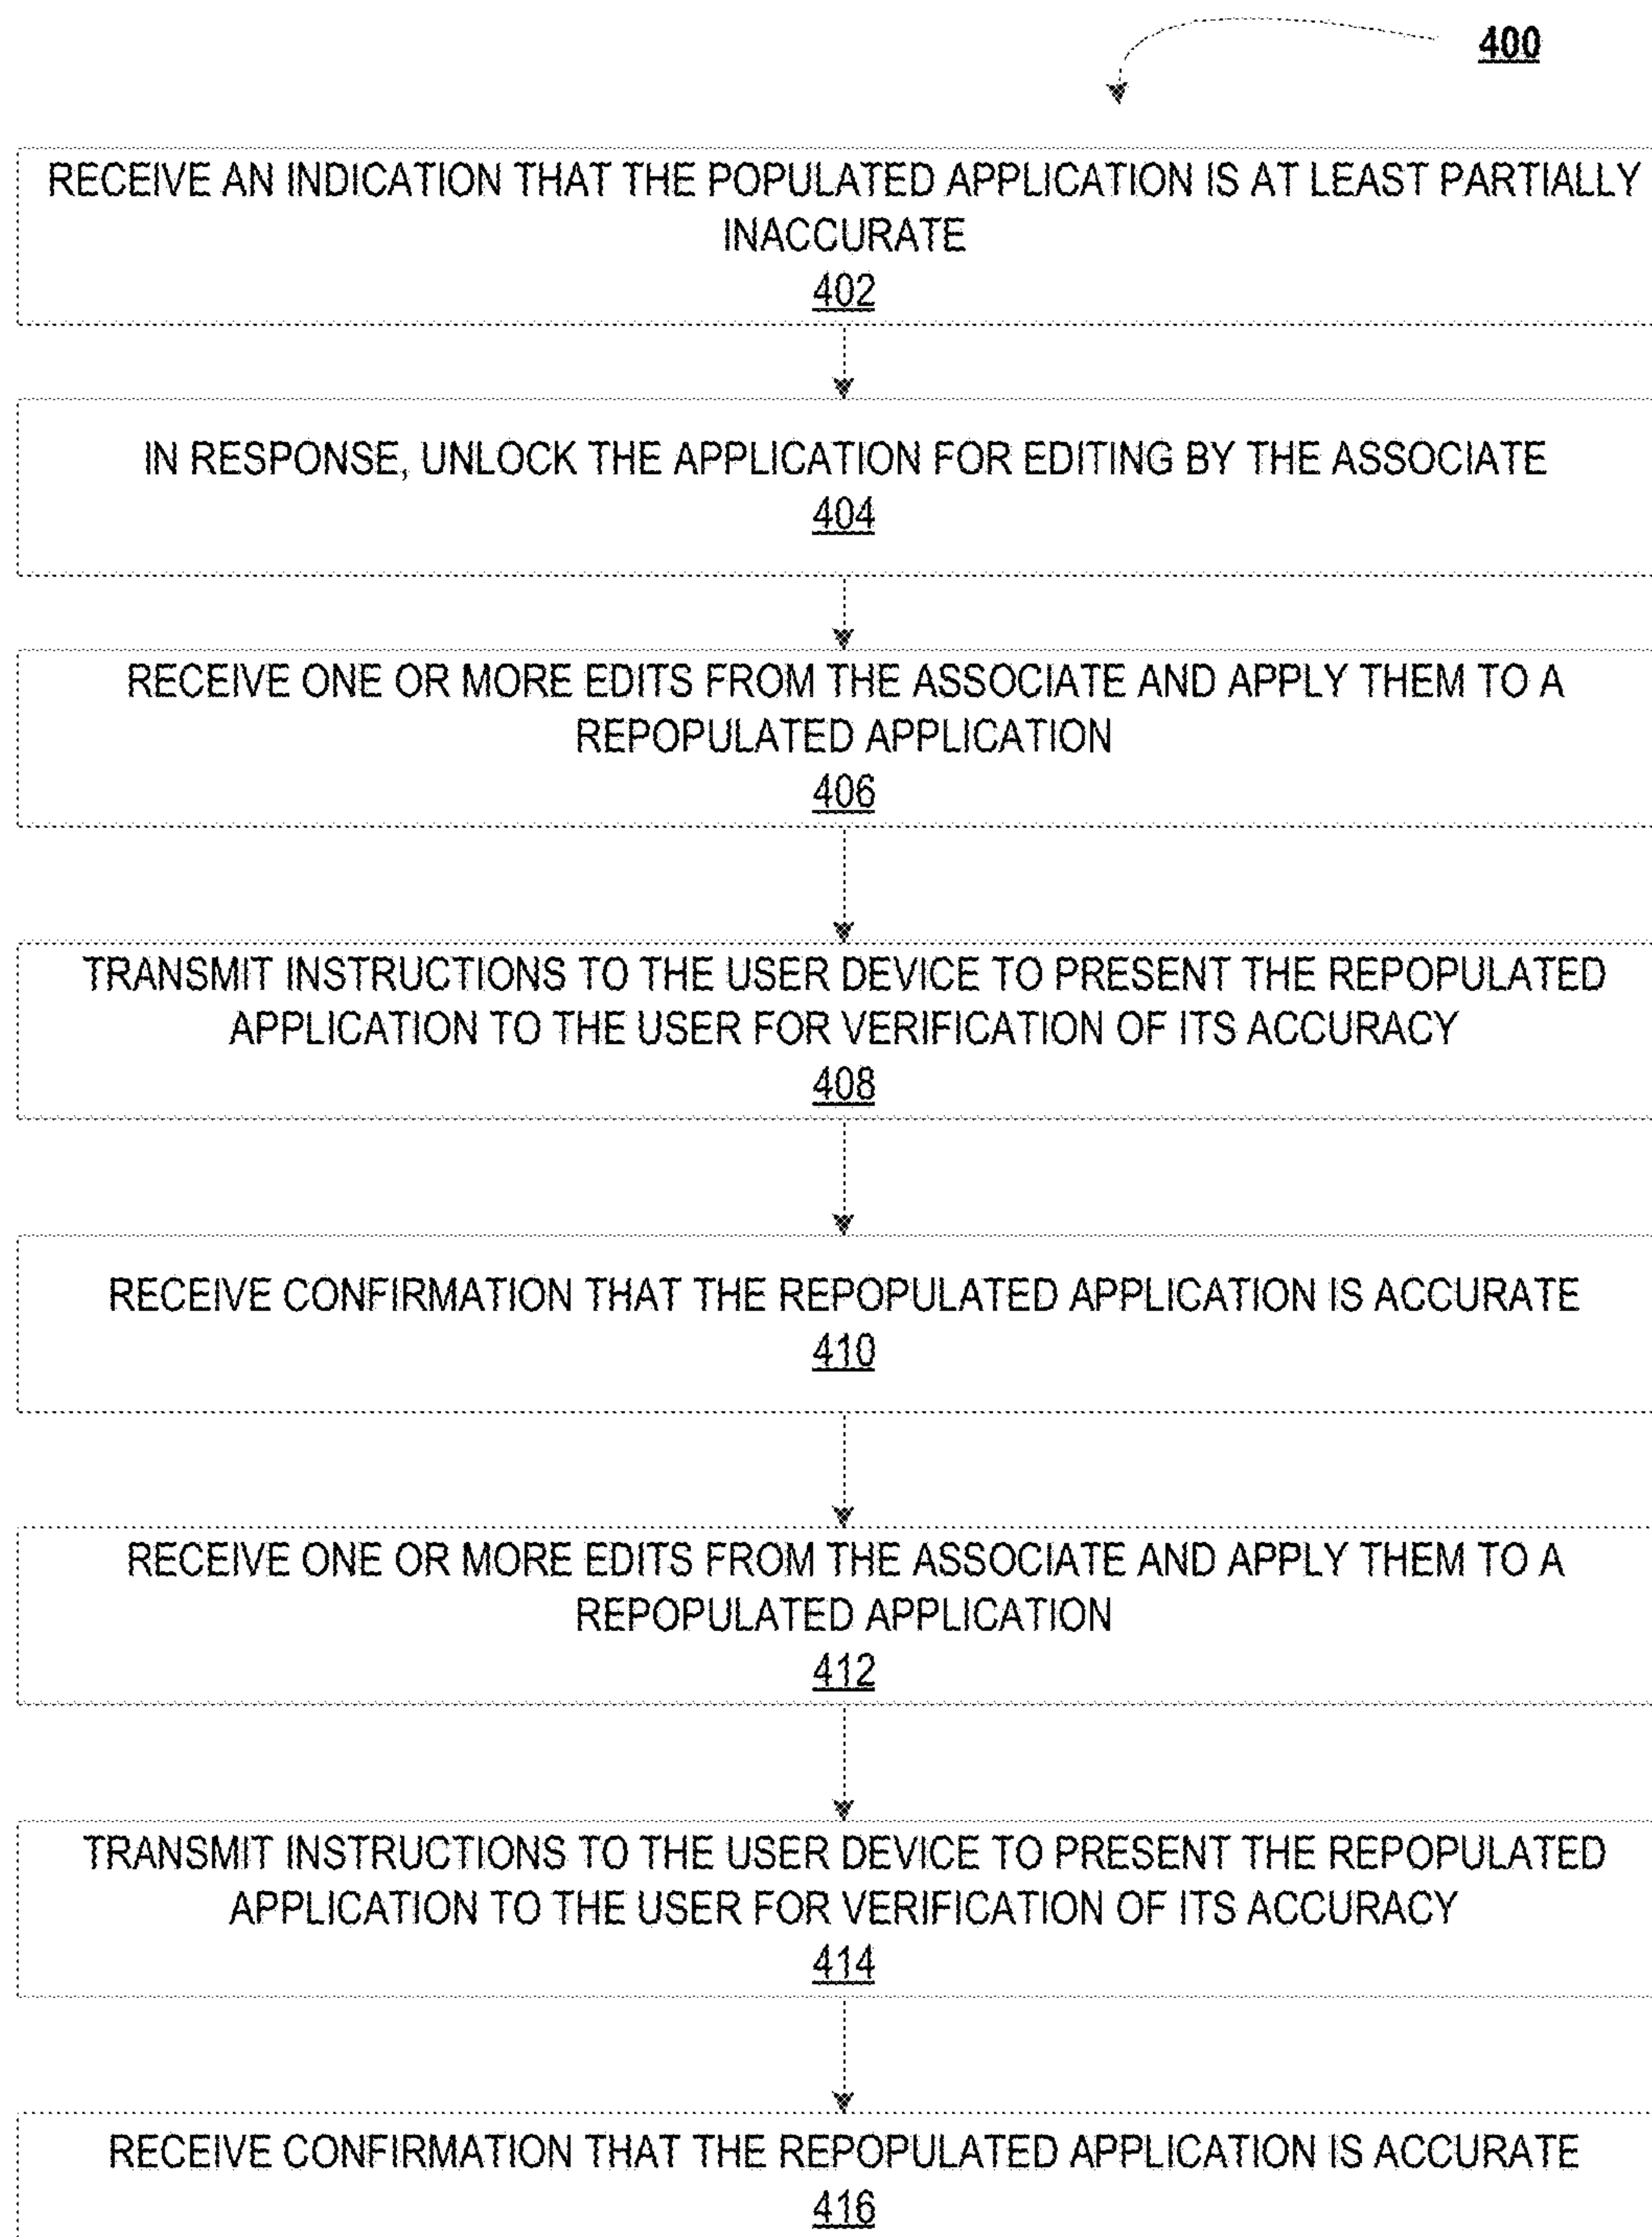 400
RECEIVE AN INDICATION THAT THE POPULATED APPLICATION IS AT LEAST PARTIALLY
INACCURATE
402
IN RESPONSE, UNLOCK THE APPLICATION FOR EDITING BY THE ASSOCIATE
404
RECEIVE ONE OR MORE EDITS FROM THE ASSOCIATE AND APPLY THEM TO A
REPOPULATED APPLICATION
406
TRANSMIT INSTRUCTIONS TO THE USER DEVICE TO PRESENT THE REPOPULATED
APPLICATION TO THE USER FOR VERIFICATION OF ITS ACCURACY
408
RECEIVE CONFIRMATION THAT THE REPOPULATED APPLICATION IS ACCURATE
410
RECEIVE ONE OR MORE EDITS FROM THE ASSOCIATE AND APPLY THEM TO A
REPOPULATED APPLICATION
412
TRANSMIT INSTRUCTIONS TO THE USER DEVICE TO PRESENT THE REPOPULATED
APPLICATION TO THE USER FOR VERIFICATION OF ITS ACCURACY
414
RECEIVE CONFIRMATION THAT THE REPOPULATED APPLICATION IS ACCURATE
416